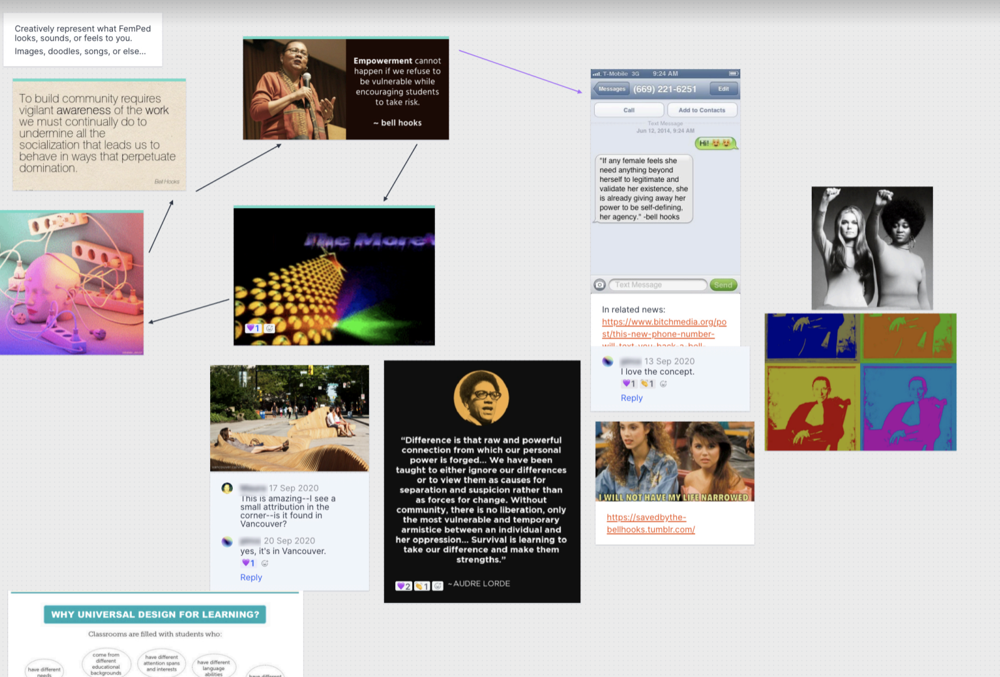 Creatively represent what FemPed
looks, sounds, or feels to you.
Images, doodles, songs, or else...
To build community requires
vigilant awareness of the work
we must continually do to
undermine all the
socialization that leads us to
behave in ways that perpetuate
domination.
Bell Hooks
Empowerment cannot
happen if we refuse to
be vulnerable while
encouraging students
to take risk.
~ bell hooks
The More
1
T-Mobile 3G 9:24 AM
Messages (669) 221-6251 Edit
Call Add to Contacts
Text Message
Jun 12, 2014, 9:24 AM
Hi!
"If any female feels she
need anything beyond
herself to legitimate and
validate her existence, she
is already giving away her
power to be self-defining,
her agency." -bell hooks
Text Message Send
In related news:
https://www.bitchmedia.org/po
st/this-new-phone-number-
will-text-you-back-a-bell-
13 Sep 2020
I love the concept.
1 1
Reply
I WILL NOT HAVE MY LIFE NARROWED
https://savedbythe-
bellhooks.tumblr.com/
17 Sep 2020
This is amazing--I see a
small attribution in the
corner--is it found in
Vancouver?
20 Sep 2020
yes, it's in Vancouver.
1
Reply
“Difference is that raw and powerful
connection from which our personal
power is forged... We have been
taught to either ignore our differences
or to view them as causes for
separation and suspicion rather than
as forces for change. Without
community, there is no liberation, only
the most vulnerable and temporary
armistice between an individual and
her oppression... Survival is learning to
take our difference and make them
strengths.”
2 1 ~AUDRE LORDE
WHY UNIVERSAL DESIGN FOR LEARNING?
Classrooms are filled with students who:
have different
needs
come from
different
educational
backgrounds
have different
attention spans
and interests
have different
language
abilities
have different